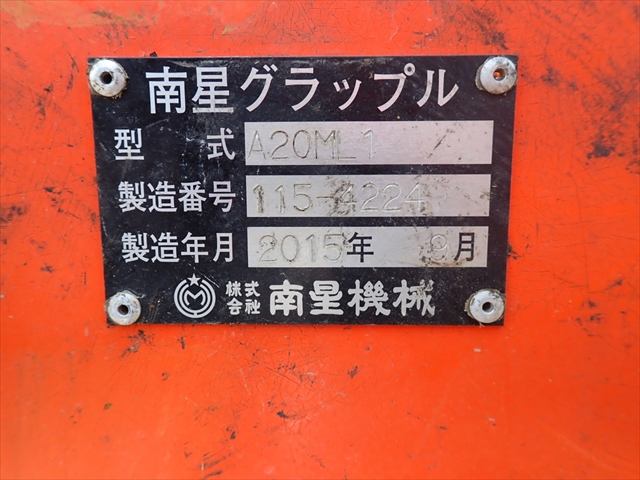 南星グラップル
型 式 A20ML1
製造番号 115-4224
製造年月 2015年 9月
株式会社 南星機械